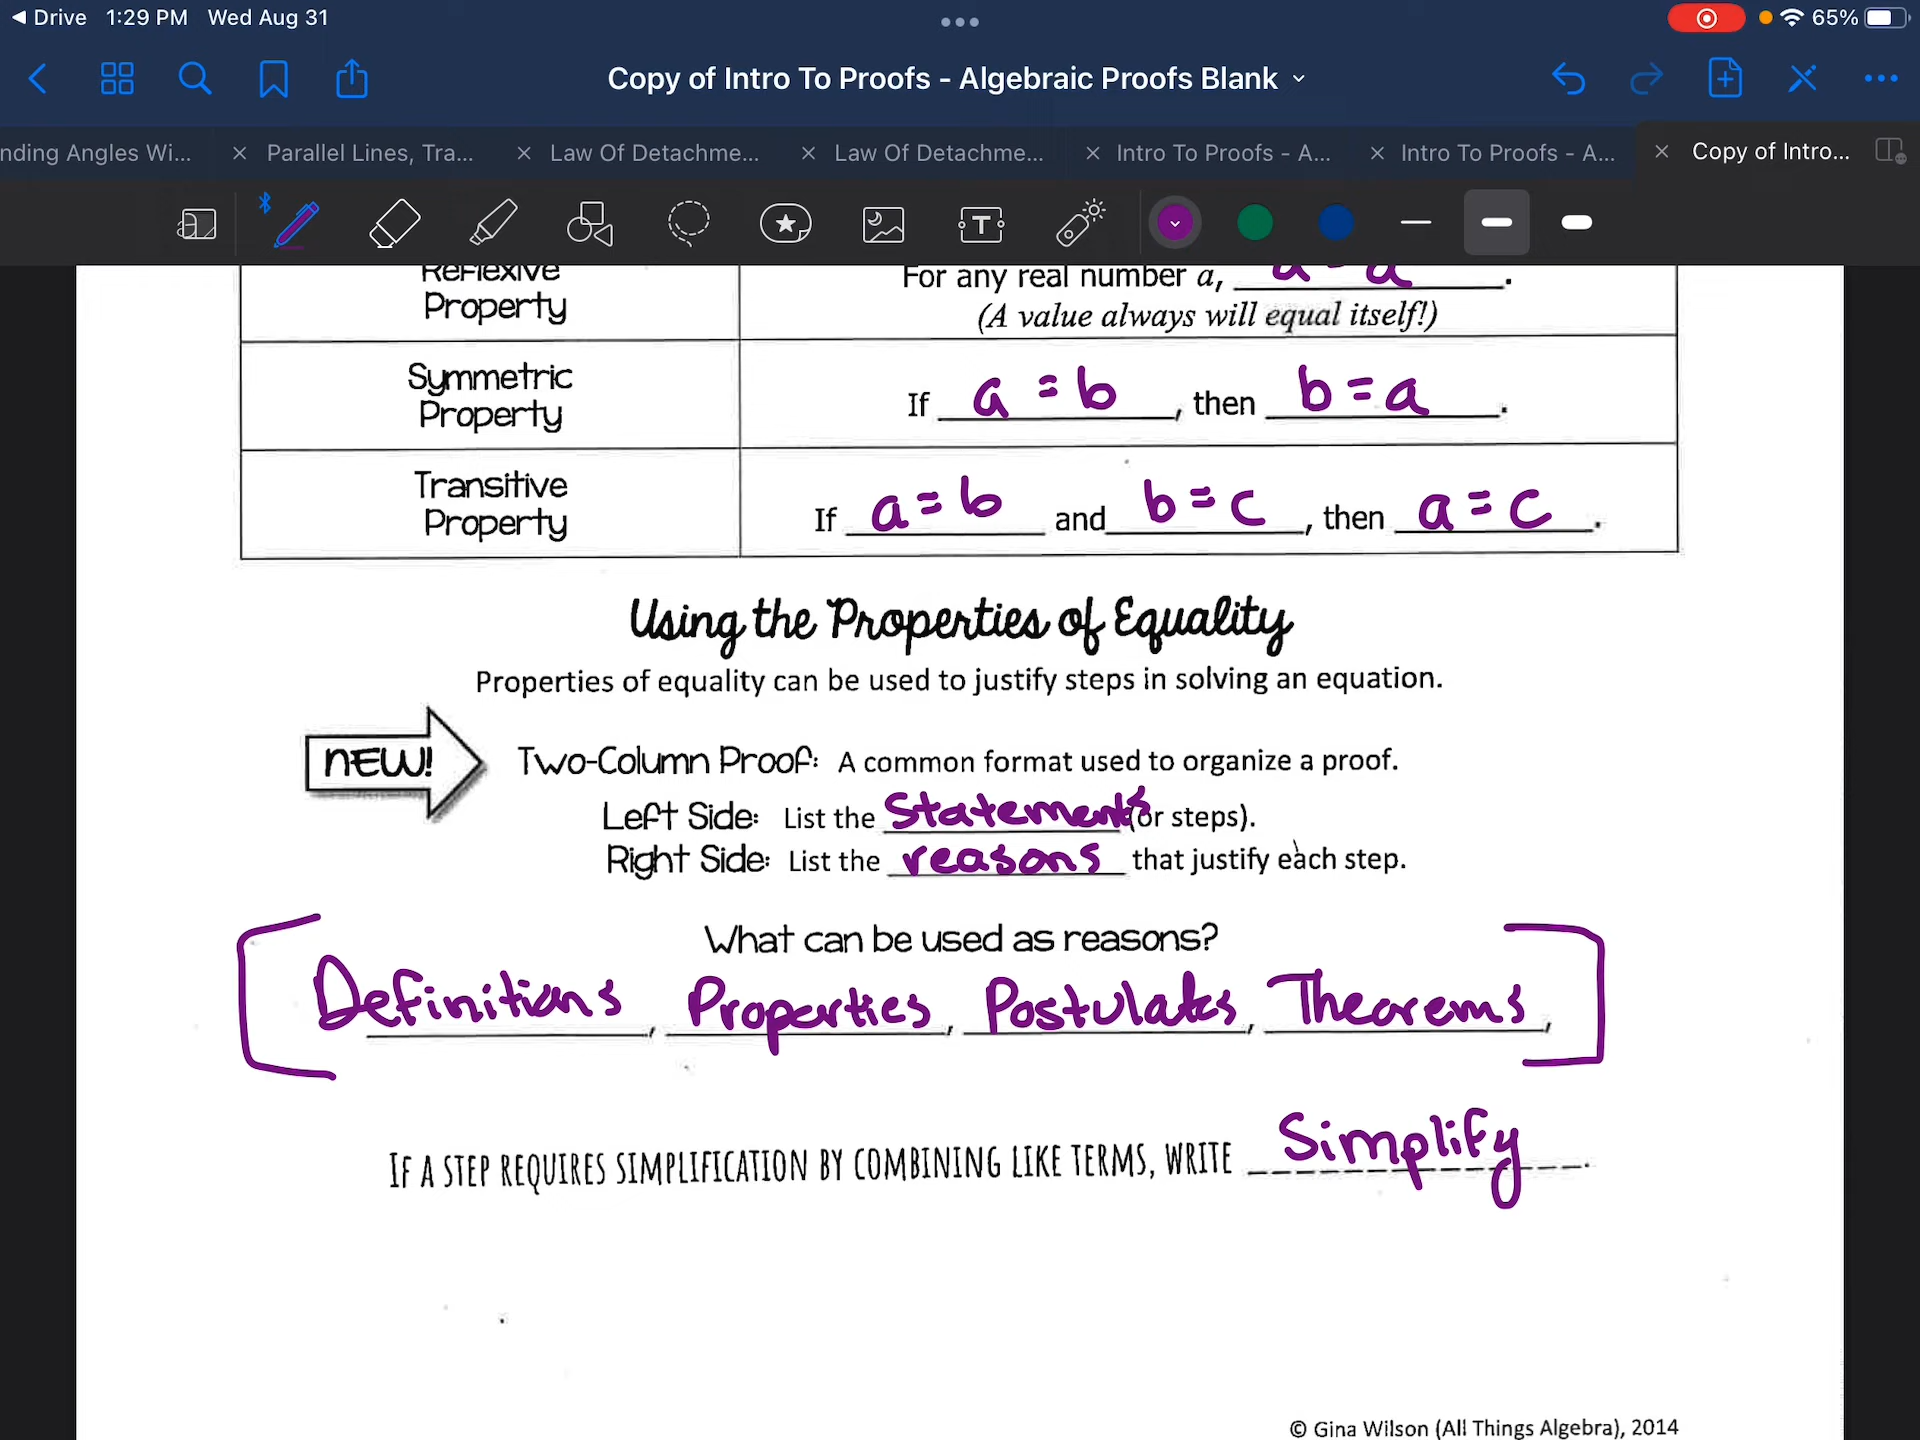 Drive 1:29 PM Wed Aug 31 65%
Copy of Intro To Proofs - Algebraic Proofs Blank
nding Angles Wi... Parallel Lines, Tra... Law Of Detachme... Law Of Detachme... Intro To Proofs - A... Intro To Proofs - A... Copy of Intro...
Reflexive Property
For any real number a, a = a.
(A value always will equal itself!)
Symmetric Property
If a = b, then b = a.
Transitive Property
If a = b and b = c, then a = c.
Using the Properties of Equality
Properties of equality can be used to justify steps in solving an equation.
NEW!
Two-Column Proof: A common format used to organize a proof.
Left Side: List the Statements (or steps).
Right Side: List the reasons that justify each step.
What can be used as reasons?
Definitions, Properties, Postulates, Theorems,
IF A STEP REQUIRES SIMPLIFICATION BY COMBINING LIKE TERMS, WRITE Simplify.
© Gina Wilson (All Things Algebra), 2014